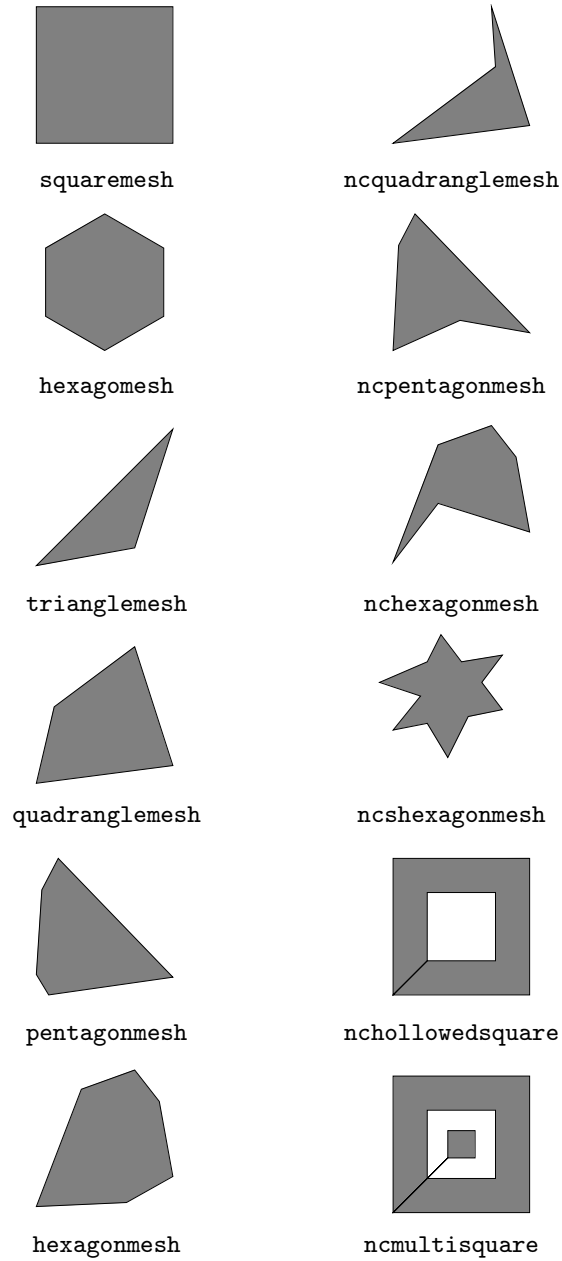 squaremesh
ncquadranglemesh
hexagomesh
ncpentagonmesh
trianglemesh
nchexagonmesh
quadranglemesh
ncshexagonmesh
pentagonmesh
nchollowedsquare
hexagonmesh
ncmultisquare